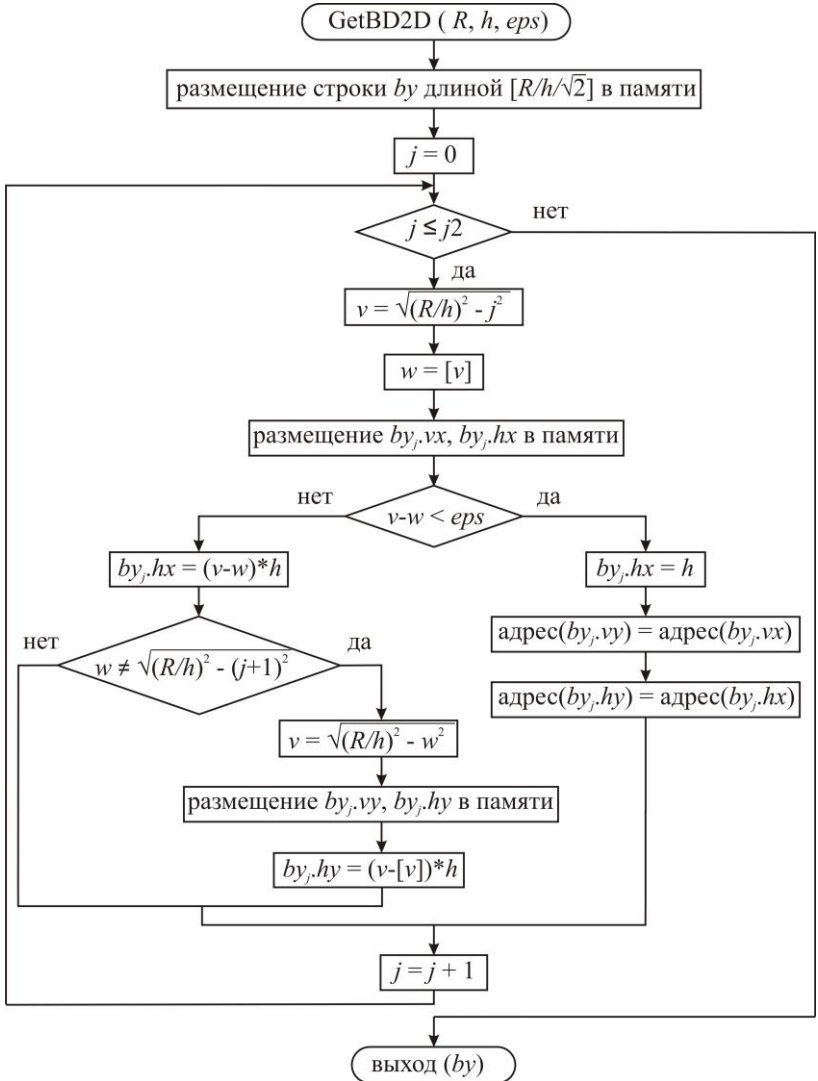 GetBD2D ( R, h, eps)
размещение строки by длиной [R/h/√2] в памяти
j = 0
j ≤ j2
нет
да
v = √(R/h)² - j²
w = [v]
размещение byⱼ.vx, byⱼ.hx в памяти
нет
v-w < eps
да
byⱼ.hx = (v-w)*h
byⱼ.hx = h
нет
w ≠ √(R/h)² - (j+1)²
да
адрес(byⱼ.vy) = адрес(byⱼ.vx)
адрес(byⱼ.hy) = адрес(byⱼ.hx)
v = √(R/h)² - w²
размещение byⱼ.vy, byⱼ.hy в памяти
byⱼ.hy = (v-[v])*h
j = j + 1
выход (by)